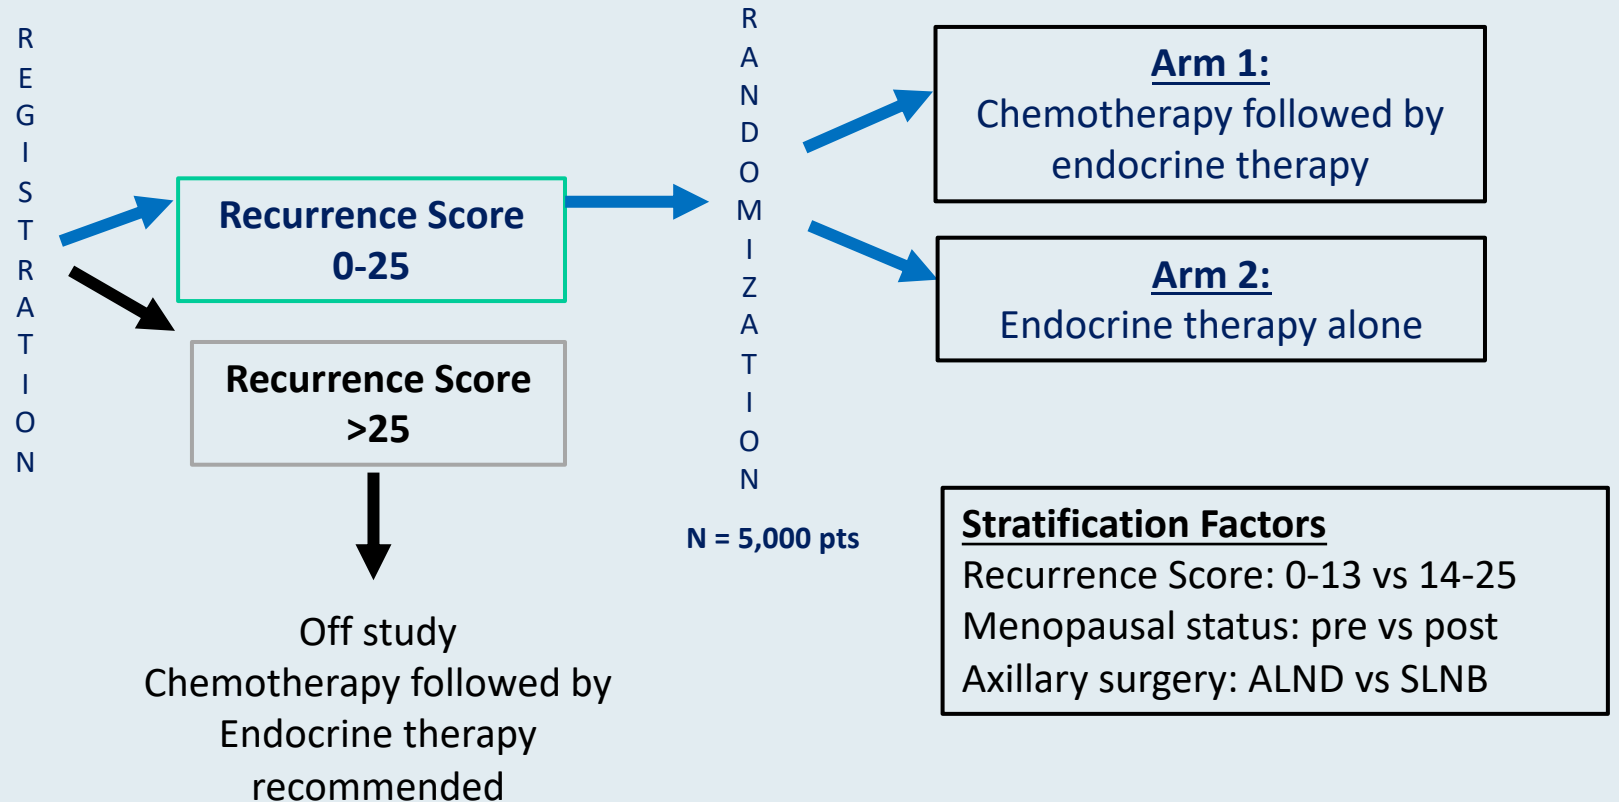 REGISTRATION
Recurrence Score
0-25
Recurrence Score
>25
Off study
Chemotherapy followed by
Endocrine therapy
recommended
RANDOMIZATION
N = 5,000 pts
Arm 1:
Chemotherapy followed by
endocrine therapy
Arm 2:
Endocrine therapy alone
Stratification Factors
Recurrence Score: 0-13 vs 14-25
Menopausal status: pre vs post
Axillary surgery: ALND vs SLNB